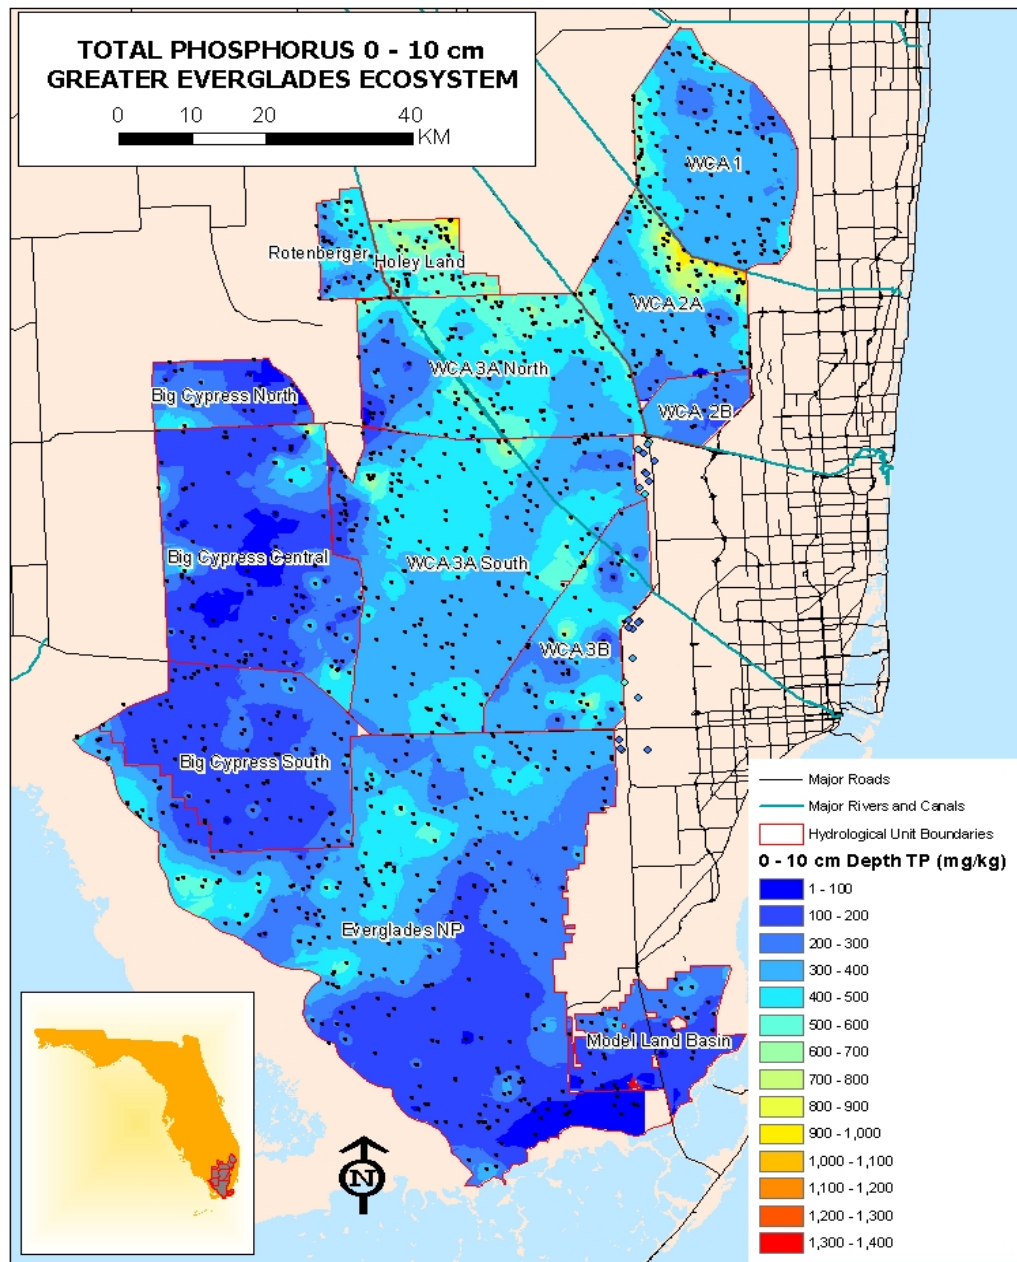 TOTAL PHOSPHORUS 0 - 10 cm
GREATER EVERGLADES ECOSYSTEM
0 10 20 40
KM
WCA 1
Rotenberger
Holey Land
WCA 2A
WCA 3A North
Big Cypress North
WCA 2B
Big Cypress Central
WCA 3A South
WCA 3B
Big Cypress South
Everglades NP
Model Land Basin
N
Major Roads
Major Rivers and Canals
Hydrological Unit Boundaries
0 - 10 cm Depth TP (mg/kg)
1 - 100
100 - 200
200 - 300
300 - 400
400 - 500
500 - 600
600 - 700
700 - 800
800 - 900
900 - 1,000
1,000 - 1,100
1,100 - 1,200
1,200 - 1,300
1,300 - 1,400